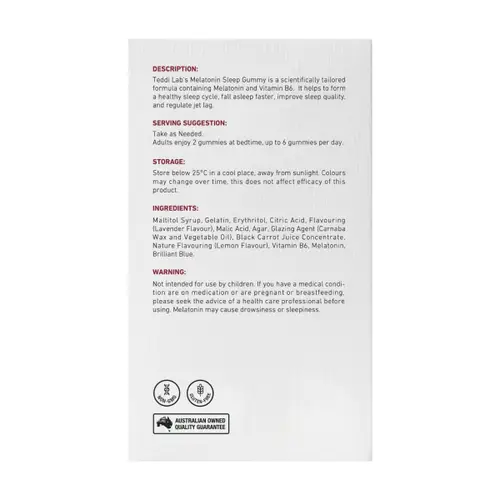 DESCRIPTION:
Teddi Lab's Melatonin Sleep Gummy is a scientifically tailored
formula containing Melatonin and Vitamin B6. It helps to form
a healthy sleep cycle, fall asleep faster, improve sleep quality,
and regulate jet lag.
SERVING SUGGESTION:
Take as Needed.
Adults enjoy 2 gummies at bedtime, up to 6 gummies per day.
STORAGE:
Store below 25°C in a cool place, away from sunlight. Colours
may change over time, this does not affect efficacy of this
product.
INGREDIENTS:
Maltitol Syrup, Gelatin, Erythritol, Citric Acid, Flavouring
(Lavender Flavour), Malic Acid, Agar, Glazing Agent (Carnaba
Wax and Vegetable Oil), Black Carrot Juice Concentrate,
Nature Flavouring (Lemon Flavour), Vitamin B6, Melatonin,
Brilliant Blue.
WARNING:
Not intended for use by children. If you have a medical condi-
tion are on medication or are pregnant or breastfeeding,
please seek the advice of a health care professional before
using. Melatonin may cause drowsiness or sleepiness.
NON-GMO
GLUTEN-FREE
AUSTRALIAN OWNED
QUALITY GUARANTEE